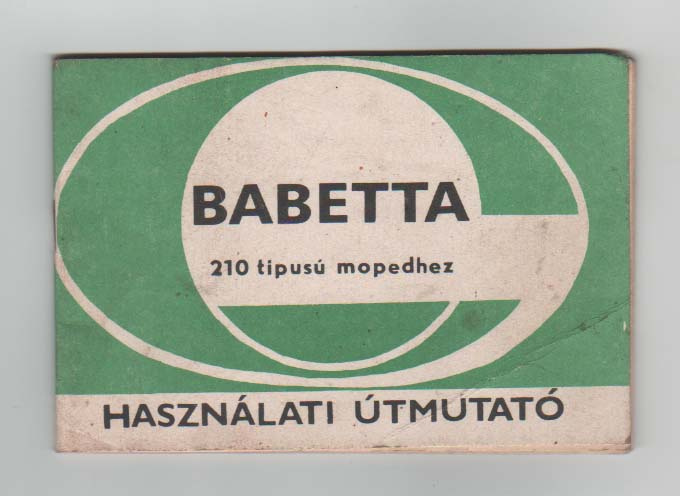 BABETTA
210 tipusú mopedhez
HASZNÁLATI ÚTMUTATÓ